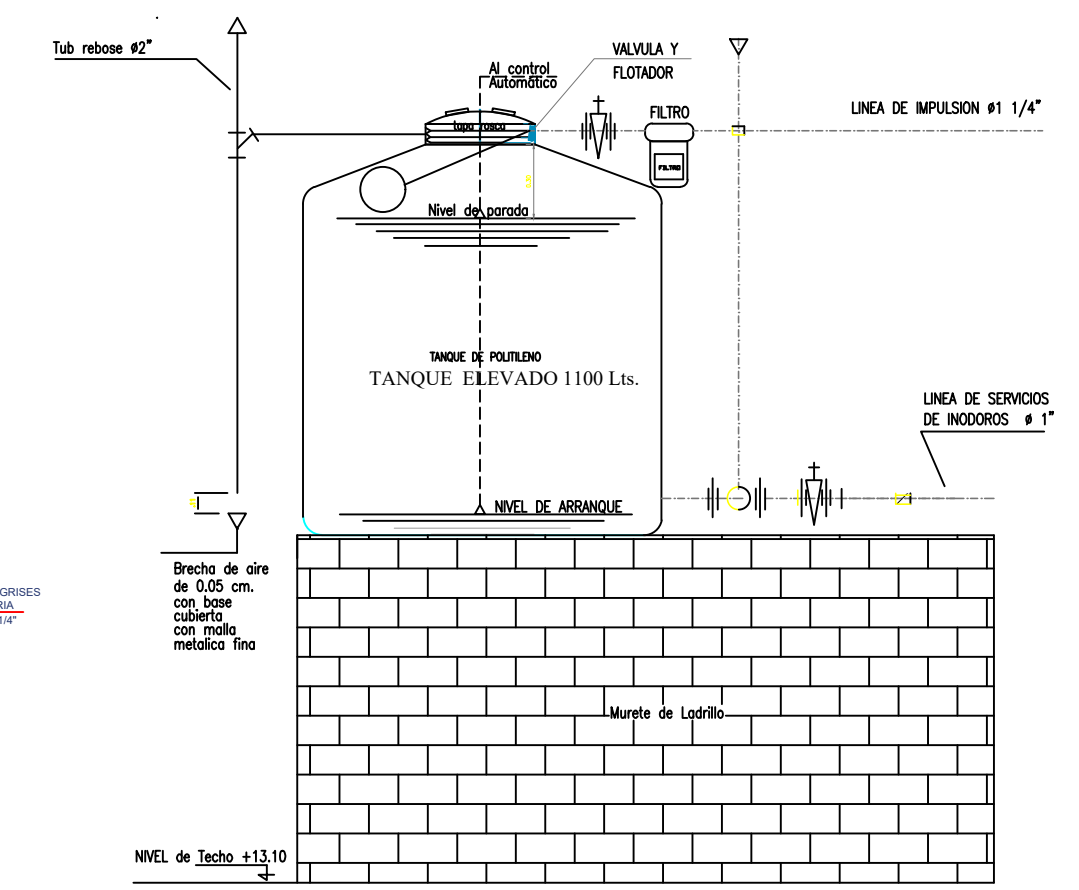 Tub rebose ø2"
Al control
Automático
VALVULA Y
FLOTADOR
FILTRO
LINEA DE IMPULSION ø1 1/4"
tapa rosca
FILTRO
Nivel de parada
TANQUE DE POLITILENO
TANQUE ELEVADO 1100 Lts.
LINEA DE SERVICIOS
DE INODOROS ø 1"
NIVEL DE ARRANQUE
Brecha de aire
de 0.05 cm.
con base
cubierta
con malla
metalica fina
GRISES
RIA
1/4"
Murete de Ladrillo
NIVEL de Techo +13.10